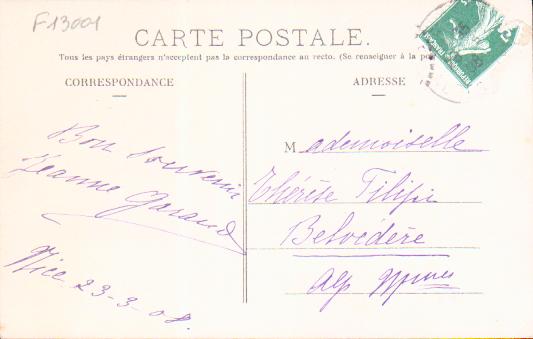 F13001
CARTE POSTALE.
Tous les pays étrangers n'acceptent pas la correspondance au recto. (Se renseigner à la po
CORRESPONDANCE
ADRESSE
Bon souvenir
Jeanne Garaud
Nice 23-3-08.
Mademoiselle
Thérèse Filipi
Belvédère
Alp Mmes